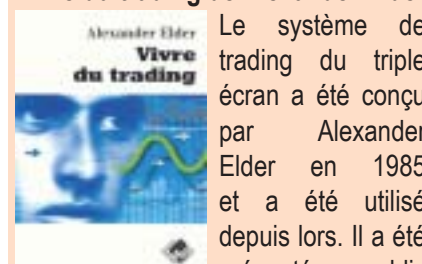 Alexander Elder
Vivre
du trading
Le système de
trading du triple
écran a été conçu
par Alexander
Elder en 1985
et a été utilisé
depuis lors. Il a été